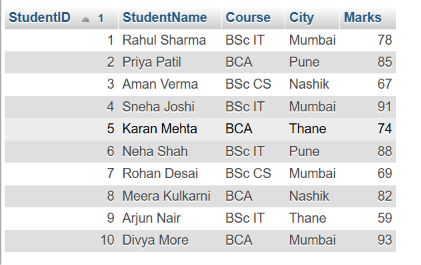 StudentID 1 StudentName Course City Marks
1 Rahul Sharma BSc IT Mumbai 78
2 Priya Patil BCA Pune 85
3 Aman Verma BSc CS Nashik 67
4 Sneha Joshi BSc IT Mumbai 91
5 Karan Mehta BCA Thane 74
6 Neha Shah BSc IT Pune 88
7 Rohan Desai BSc CS Mumbai 69
8 Meera Kulkarni BCA Nashik 82
9 Arjun Nair BSc IT Thane 59
10 Divya More BCA Mumbai 93